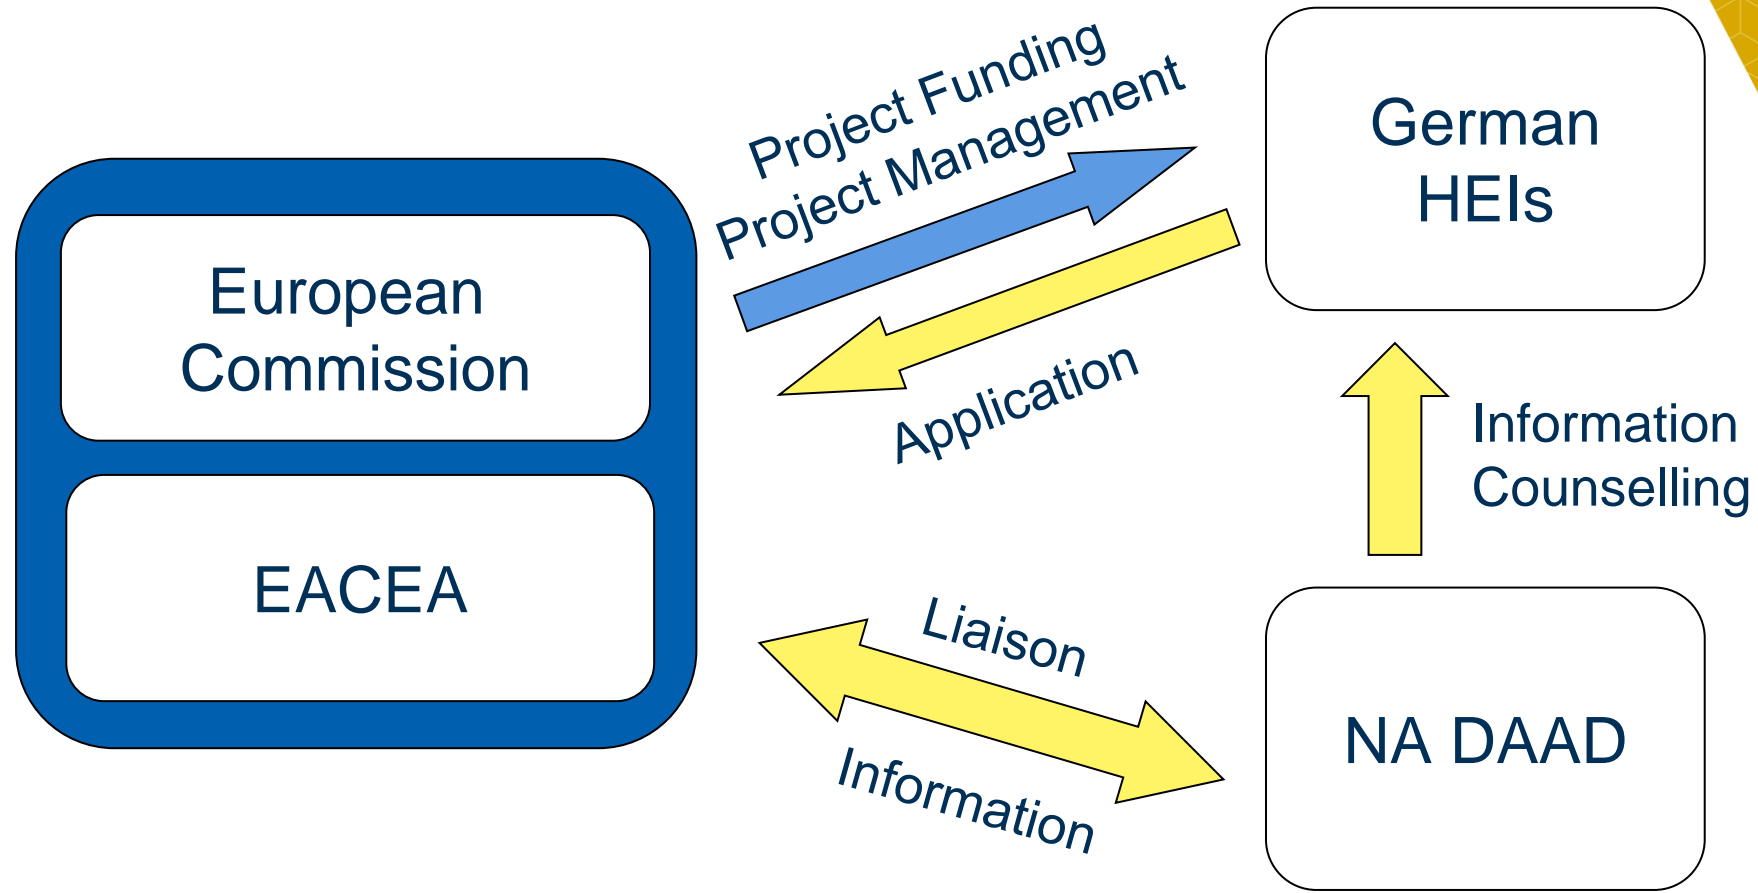 European
Commission
EACEA
Project Funding
Project Management
Application
German
HEIs
Information
Counselling
Liaison
Information
NA DAAD